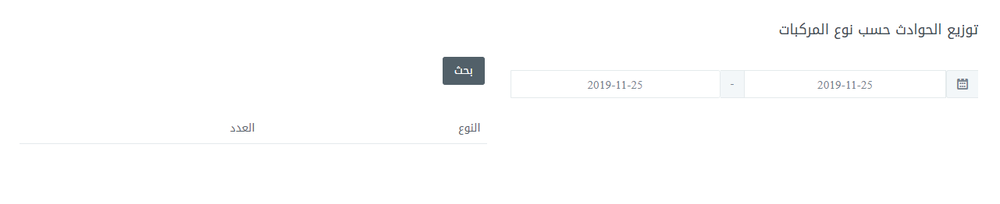 توزيع الحوادث حسب نوع المركبات
2019-11-25 - 2019-11-25
بحث
النوع العدد